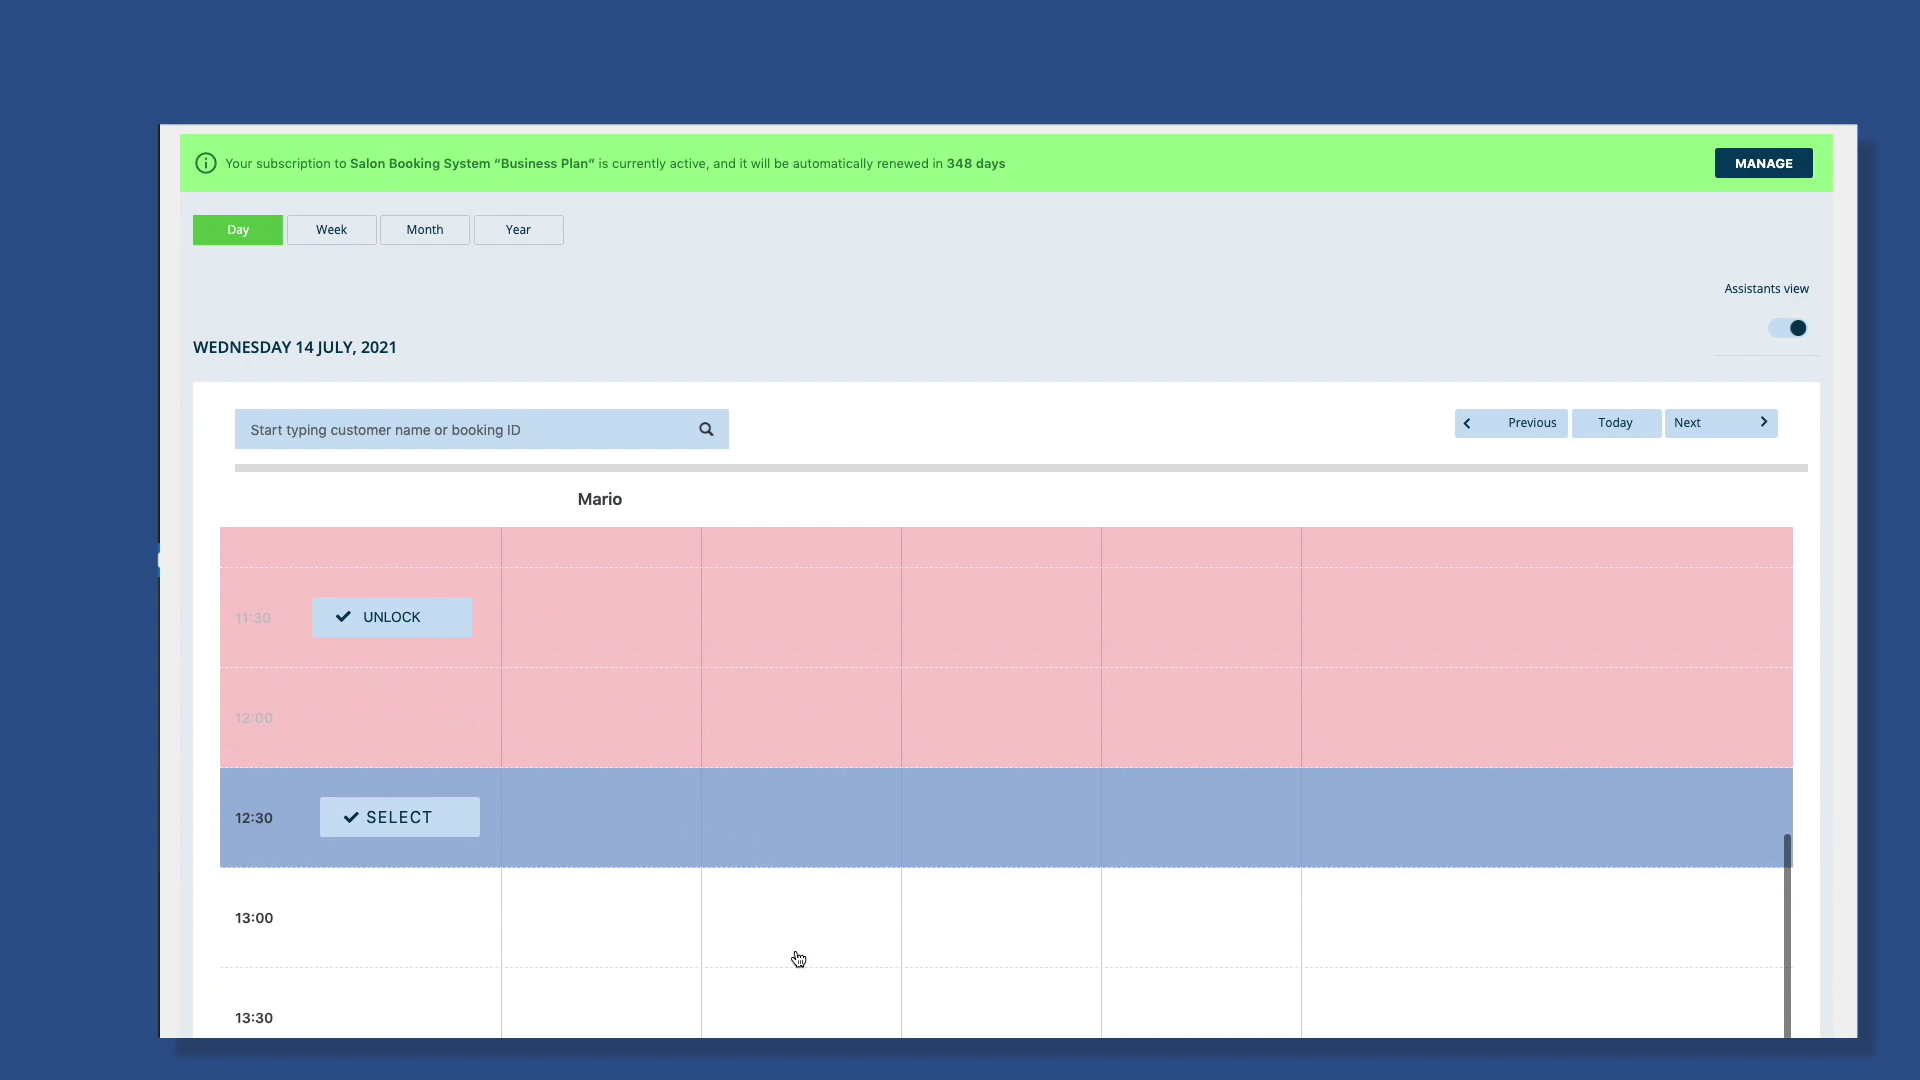 Your subscription to Salon Booking System “Business Plan” is currently active, and it will be automatically renewed in 348 days
MANAGE
Day Week Month Year
Assistants view
WEDNESDAY 14 JULY, 2021
Start typing customer name or booking ID
Previous Today Next
Mario
11:30 UNLOCK
12:00
12:30 SELECT
13:00
13:30